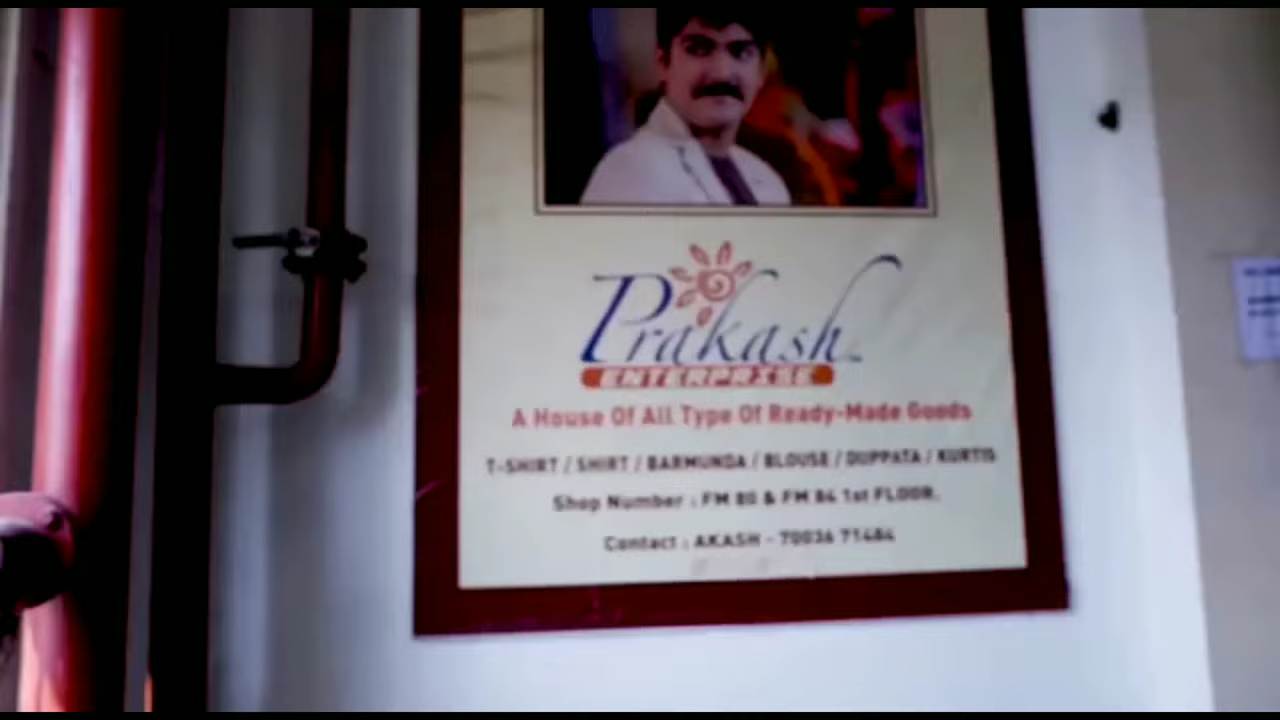 Prakash
ENTERPRISE
A House Of All Type Of Ready-Made Goods
T-SHIRT / SHIRT / BARMUNDA / BLOUSE / DUPPATA / KURTIS
Shop Number : FM 80 & FM 84 1st FLOOR.
Contact : AKASH - 70036 71484